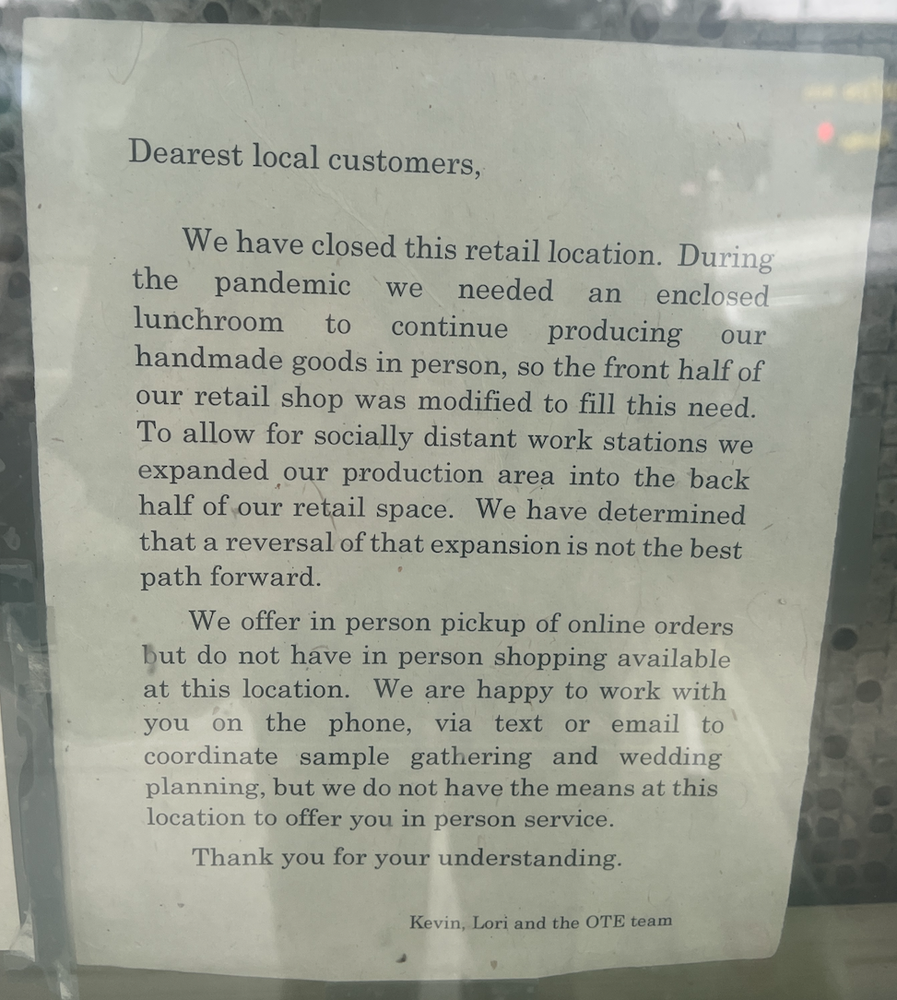 Dearest local customers,
We have closed this retail location. During
the pandemic we needed an enclosed
lunchroom to continue producing our
handmade goods in person, so the front half of
our retail shop was modified to fill this need.
To allow for socially distant work stations we
expanded our production area into the back
half of our retail space. We have determined
that a reversal of that expansion is not the best
path forward.
We offer in person pickup of online orders
but do not have in person shopping available
at this location. We are happy to work with
you on the phone, via text or email to
coordinate sample gathering and wedding
planning, but we do not have the means at this
location to offer you in person service.
Thank you for your understanding.
Kevin, Lori and the OTE team